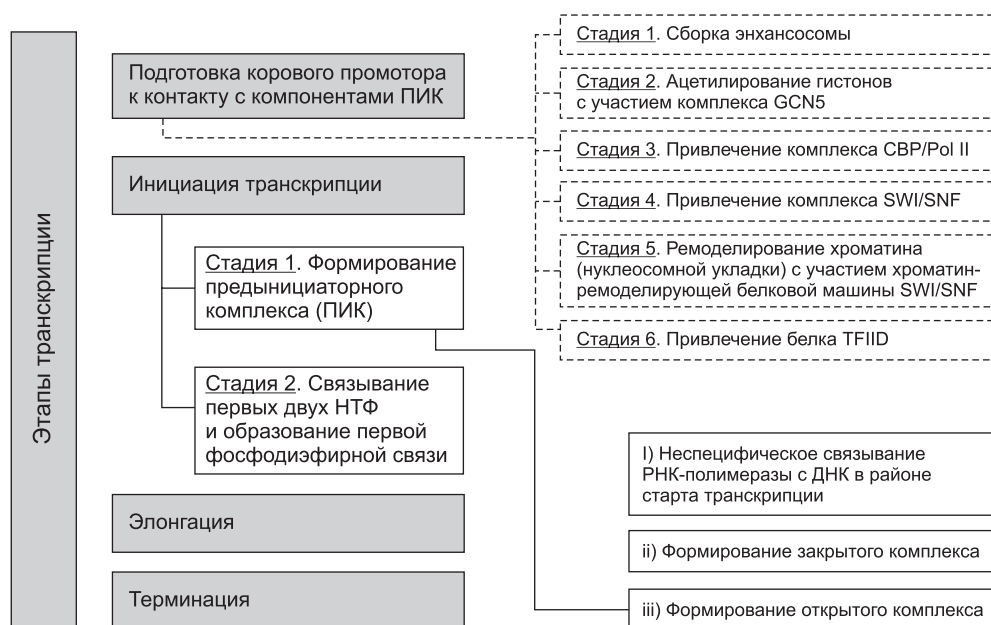 Этапы транскрипции
Подготовка корового промотора
к контакту с компонентами ПИК
Инициация транскрипции
Стадия 1. Формирование
предынициаторного
комплекса (ПИК)
Стадия 2. Связывание
первых двух НТФ
и образование первой
фосфодиэфирной связи
Элонгация
Терминация
Стадия 1. Сборка энхансосомы
Стадия 2. Ацетилирование гистонов
с участием комплекса GCN5
Стадия 3. Привлечение комплекса CBP/Pol II
Стадия 4. Привлечение комплекса SWI/SNF
Стадия 5. Ремоделирование хроматина
(нуклеосомной укладки) с участием хроматин-
ремоделирующей белковой машины SWI/SNF
Стадия 6. Привлечение белка TFIID
I) Неспецифическое связывание
РНК-полимеразы с ДНК в районе
старта транскрипции
ii) Формирование закрытого комплекса
iii) Формирование открытого комплекса